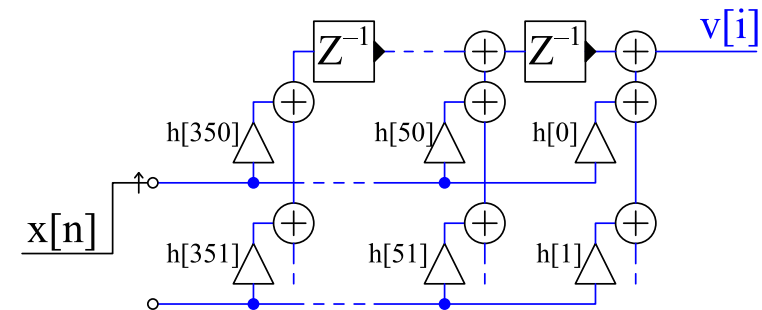 v[i]
Z⁻¹ Z⁻¹
h[350] h[50] h[0]
x[n]
h[351] h[51] h[1]